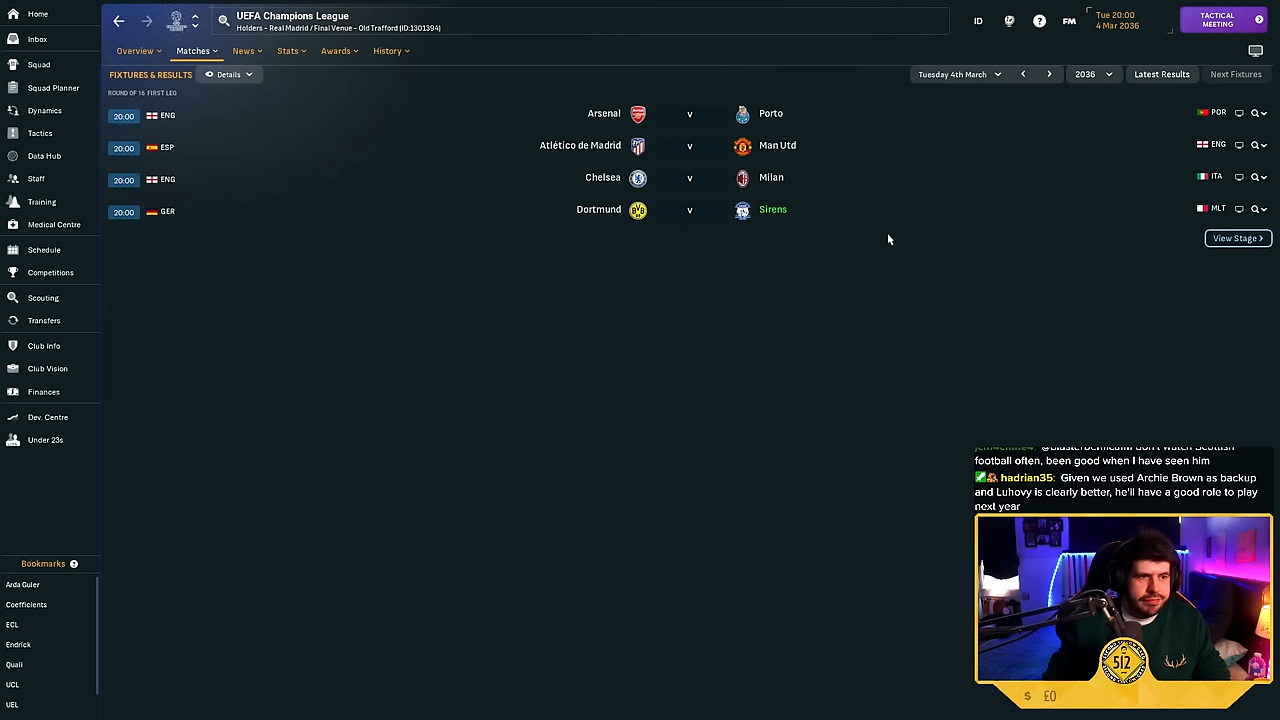 Home
UEFA Champions League
Holders - Real Madrid / Final Venue - Old Trafford (ID:1301394)
ID
FM
Tue 20:00
4 Mar 2036
TACTICAL
MEETING
Inbox
Overview
Matches
News
Stats
Awards
History
Squad
FIXTURES & RESULTS
Details
Tuesday 4th March
2036
Latest Results
Next Fixtures
Squad Planner
ROUND OF 16 FIRST LEG
Dynamics
20:00 ENG Arsenal v Porto POR
Tactics
20:00 ESP Atlético de Madrid v Man Utd ENG
Data Hub
Staff
20:00 ENG Chelsea v Milan ITA
Training
20:00 GER Dortmund v Sirens MLT
Medical Centre
View Stage >
Schedule
Competitions
Scouting
Transfers
Club Info
Club Vision
Finances
Dev. Centre
Under 23s
football often, been good when I have seen him
hadrian35: Given we used Archie Brown as backup
and Luhovy is clearly better, he'll have a good role to play
next year
Bookmarks
Arda Guler
Coefficients
ECL
Endrick
Quali
UCL
UEL
512
$ £0